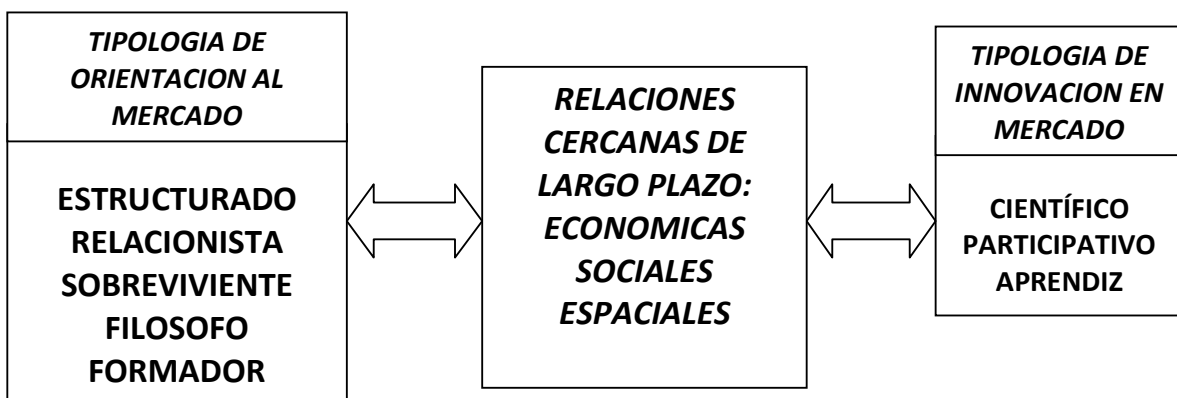 TIPOLOGIA DE
ORIENTACION AL
MERCADO
ESTRUCTURADO
RELACIONISTA
SOBREVIVIENTE
FILOSOFO
FORMADOR
RELACIONES
CERCANAS DE
LARGO PLAZO:
ECONOMICAS
SOCIALES
ESPACIALES
TIPOLOGIA DE
INNOVACION EN
MERCADO
CIENTÍFICO
PARTICIPATIVO
APRENDIZ